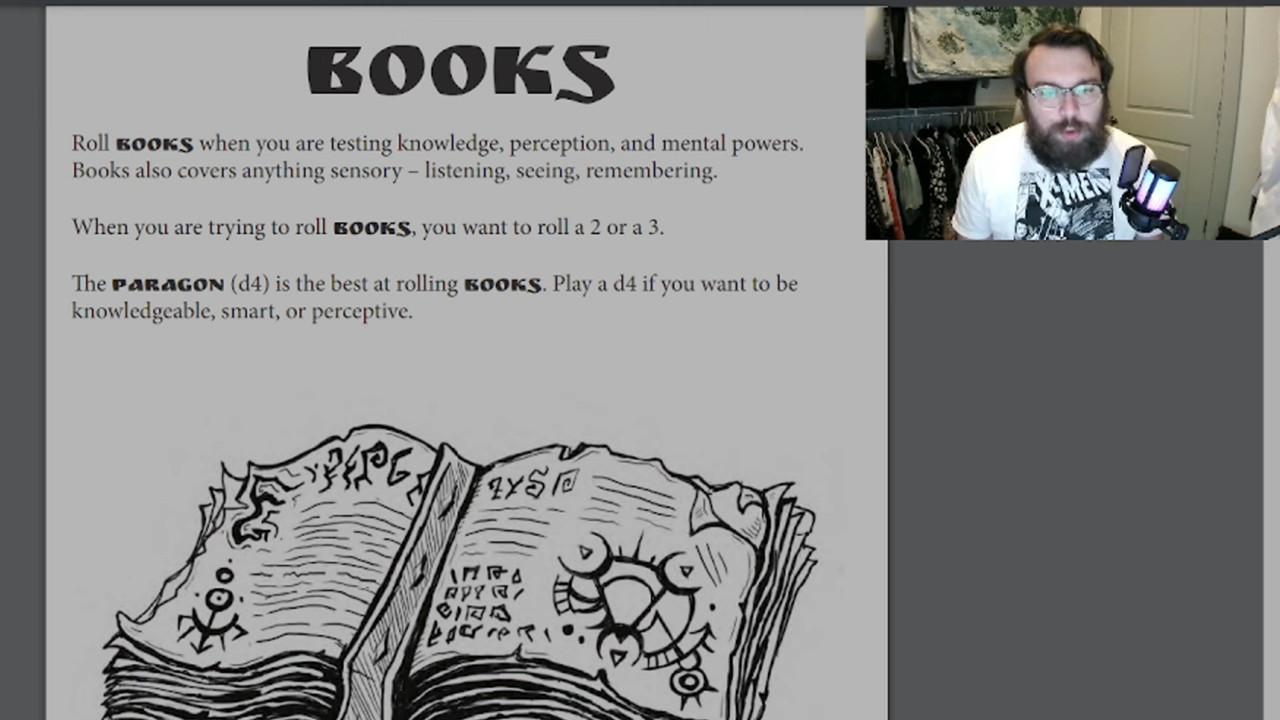 BOOKS
Roll BOOKS when you are testing knowledge, perception, and mental powers.
Books also covers anything sensory – listening, seeing, remembering.
When you are trying to roll BOOKS, you want to roll a 2 or a 3.
The PARAGON (d4) is the best at rolling BOOKS. Play a d4 if you want to be
knowledgeable, smart, or perceptive.
X-MEN